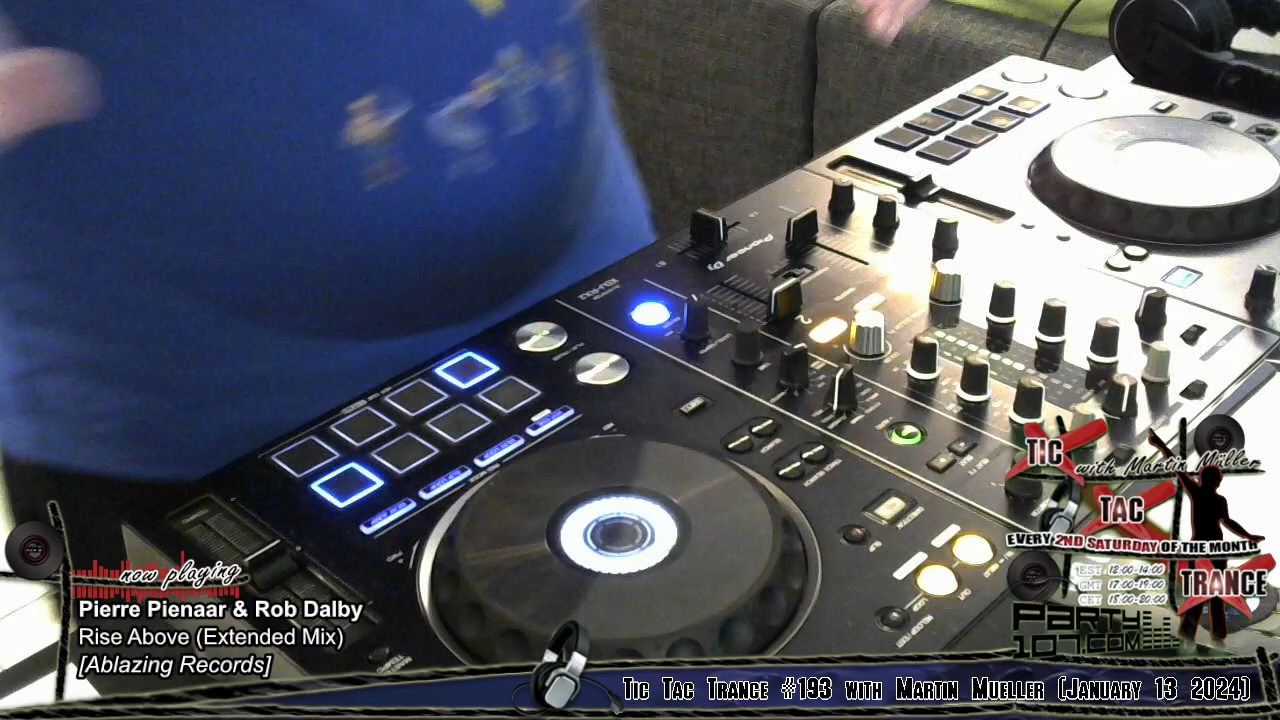 Pioneer Dj
TIC
with Martin Müller
TAC
EVERY 2ND SATURDAY OF THE MONTH
EST 12:00-14:00
GMT 17:00-19:00
CET 18:00-20:00
TRANCE
Party
107.com
now playing
Pierre Pienaar & Rob Dalby
Rise Above (Extended Mix)
[Ablazing Records]
Tic Tac Trance #193 with Martin Mueller (January 13 2024)